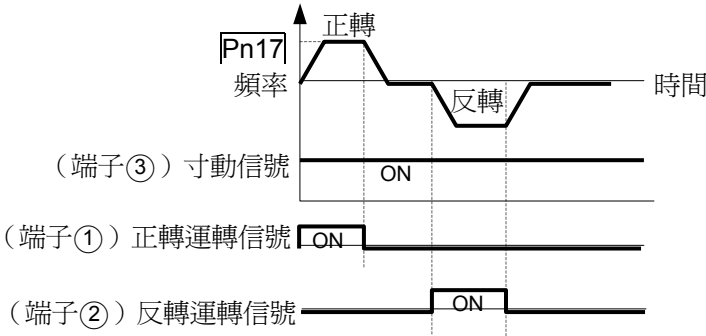 正轉
Pn17
頻率
時間
反轉
(端子③)寸動信號
ON
(端子①)正轉運轉信號
ON
(端子②)反轉運轉信號
ON